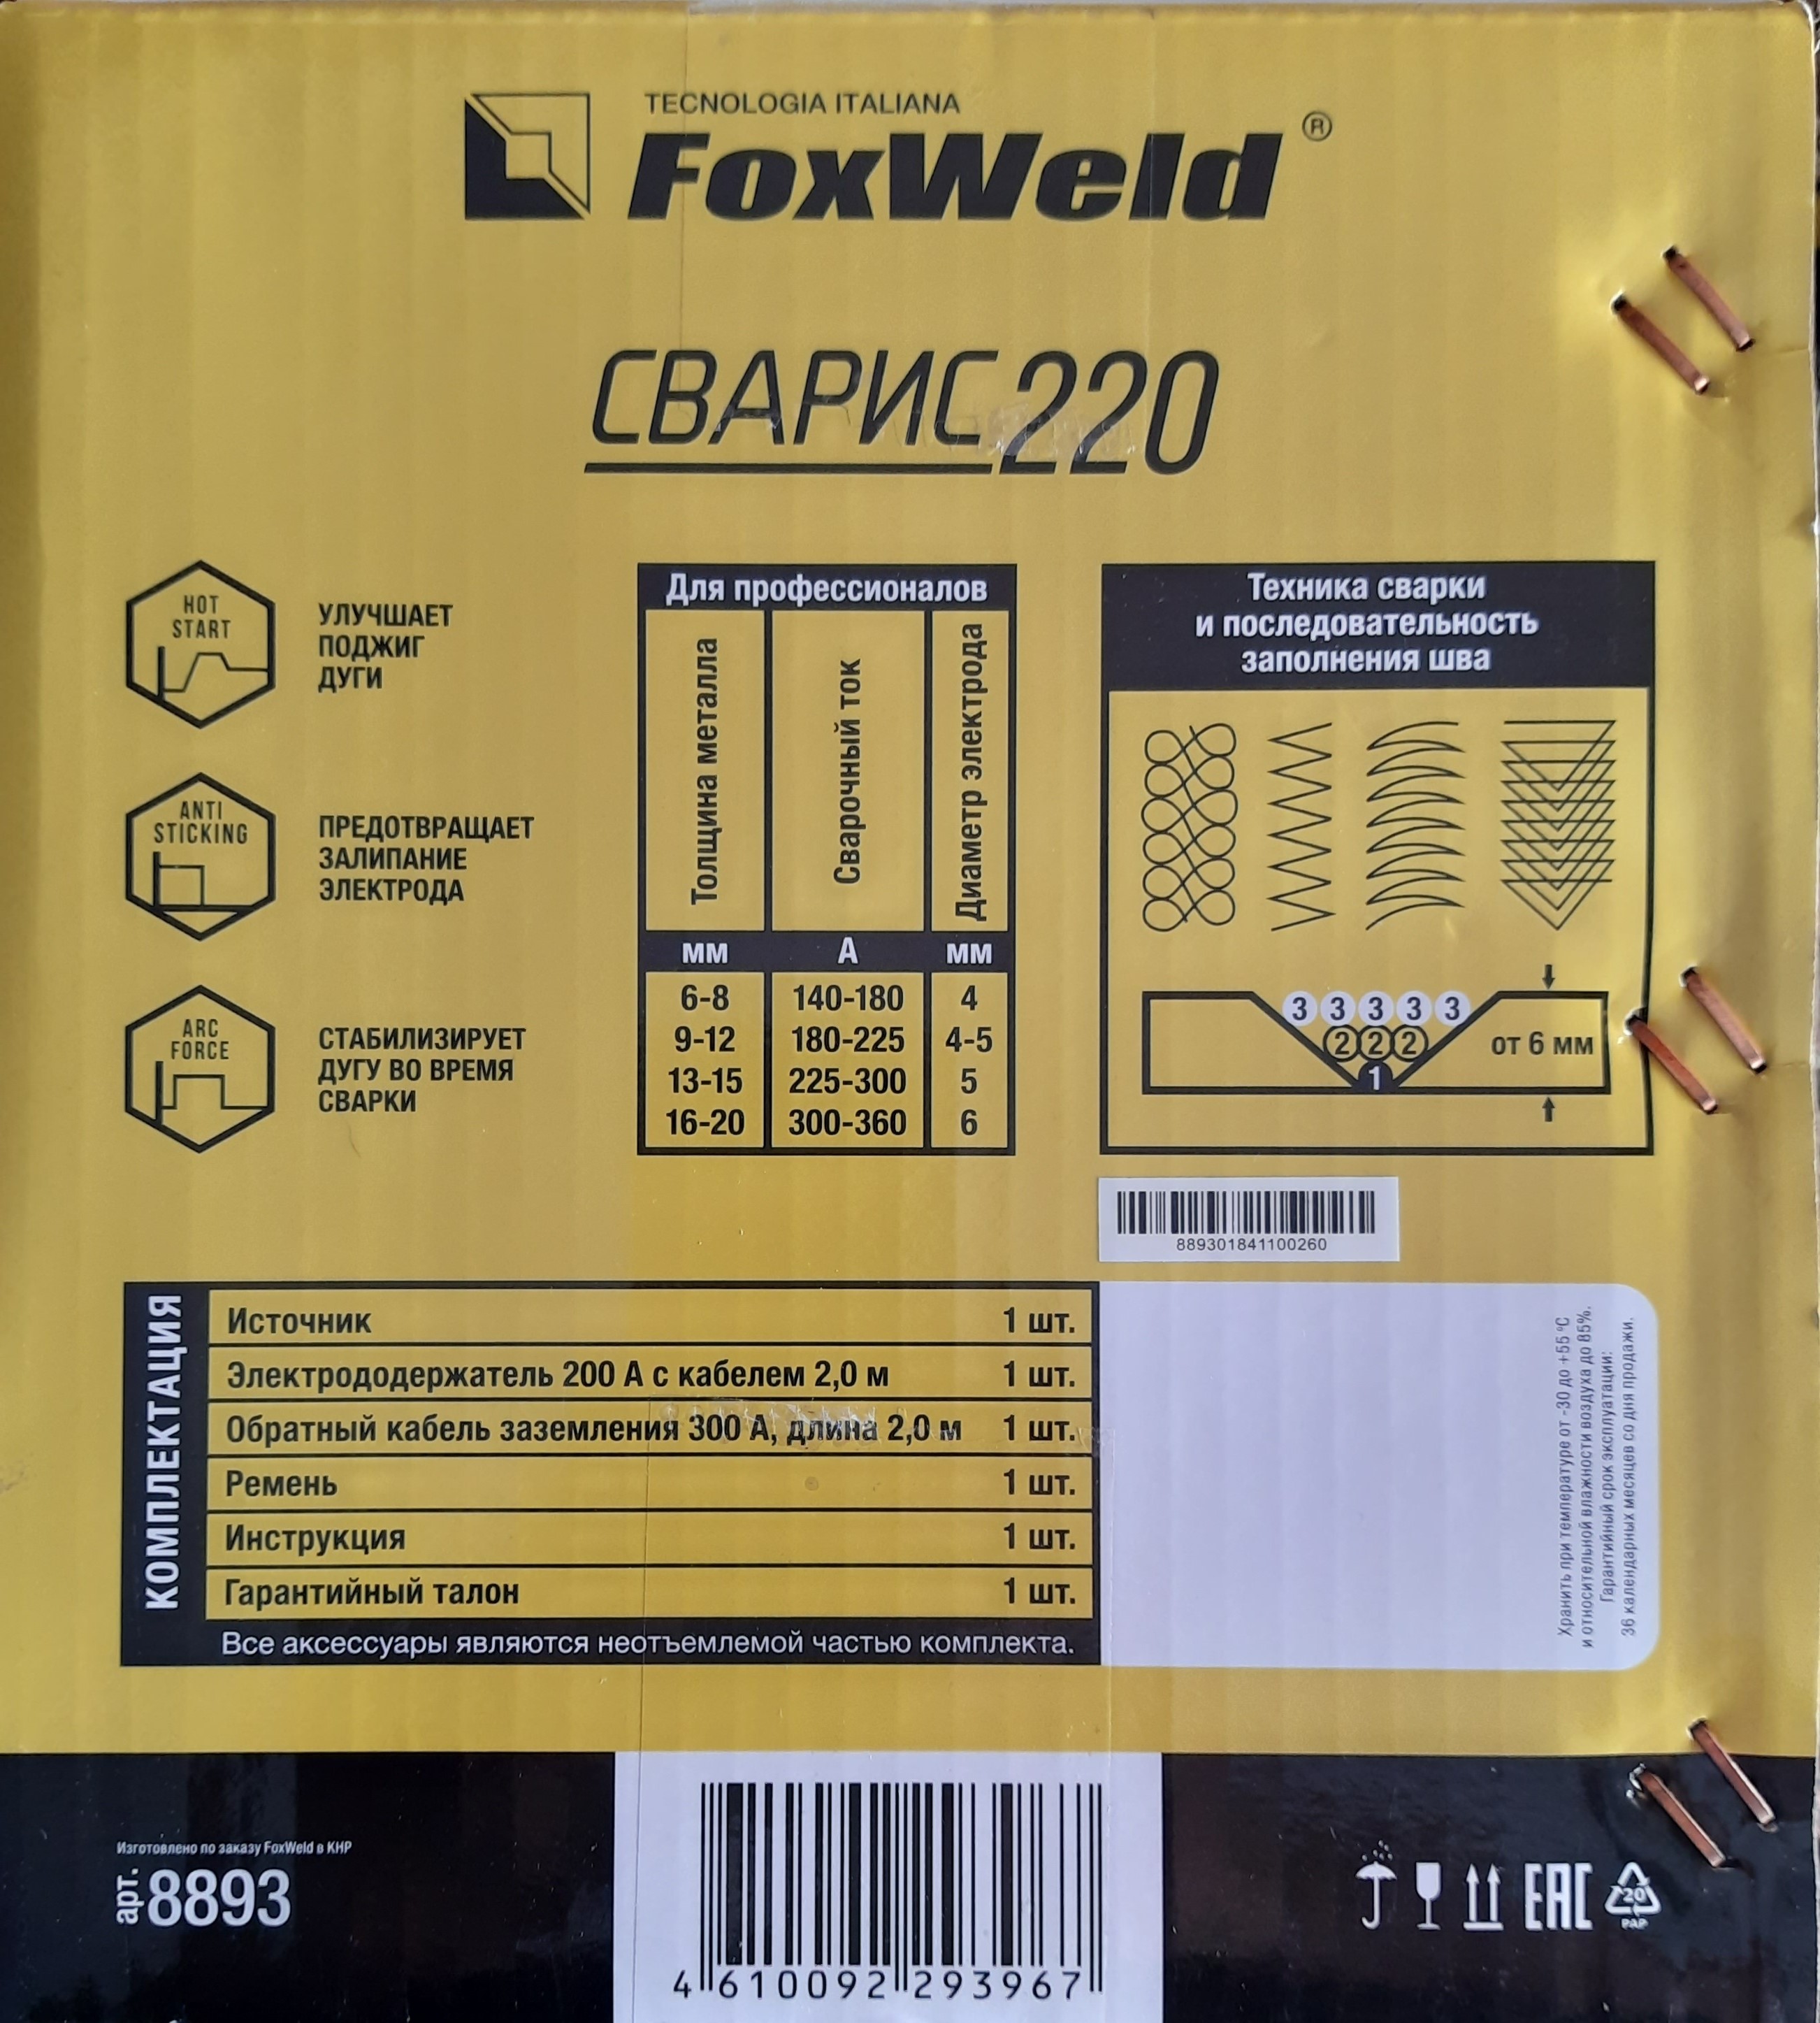 TECNOLOGIA ITALIANA
FoxWeld ®
СВАРИС 220
HOT
START
УЛУЧШАЕТ
ПОДЖИГ
ДУГИ
ANTI
STICKING
ПРЕДОТВРАЩАЕТ
ЗАЛИПАНИЕ
ЭЛЕКТРОДА
ARC
FORCE
СТАБИЛИЗИРУЕТ
ДУГУ ВО ВРЕМЯ
СВАРКИ
Для профессионалов
Толщина металла
Сварочный ток
Диаметр электрода
мм А мм
6-8 140-180 4
9-12 180-225 4-5
13-15 225-300 5
16-20 300-360 6
Техника сварки
и последовательность
заполнения шва
3 3 3 3 3
2 2 2
1
от 6 мм
889301841100260
КОМПЛЕКТАЦИЯ
Источник 1 шт.
Электрододержатель 200 А с кабелем 2,0 м 1 шт.
Обратный кабель заземления 300 А, длина 2,0 м 1 шт.
Ремень 1 шт.
Инструкция 1 шт.
Гарантийный талон 1 шт.
Все аксессуары являются неотъемлемой частью комплекта.
Хранить при температуре от -30 до +55 °С
и относительной влажности воздуха до 85%.
Гарантийный срок эксплуатации:
36 календарных месяцев со дня продажи.
Изготовлено по заказу FoxWeld в КНР
арт. 8893
4 610092 293967
EAC
20
PAP